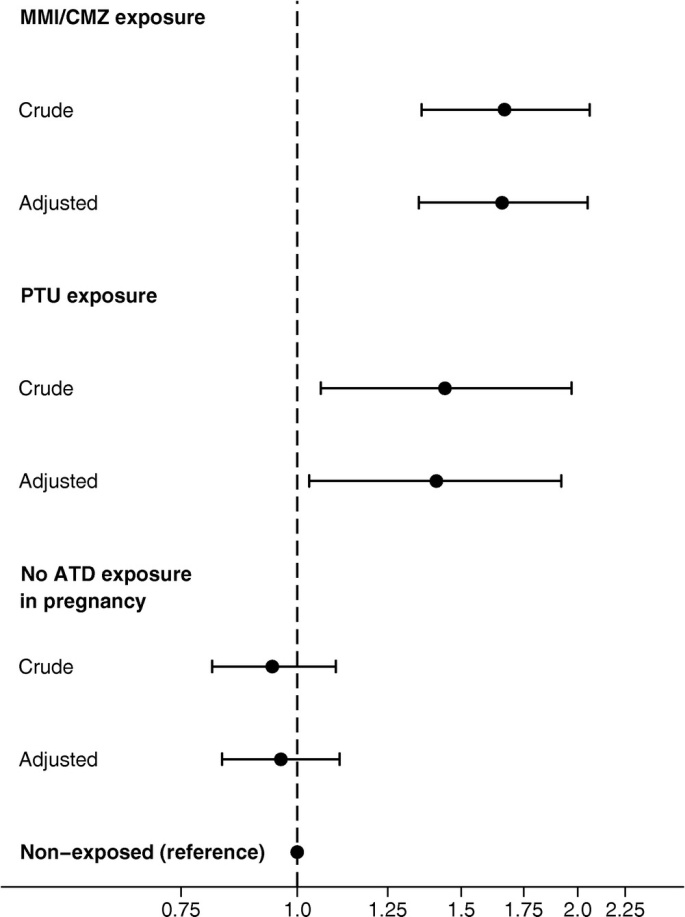 MMI/CMZ exposure
Crude
Adjusted
PTU exposure
Crude
Adjusted
No ATD exposure
in pregnancy
Crude
Adjusted
Non−exposed (reference)
0.75 1.0 1.25 1.5 1.75 2.0 2.25